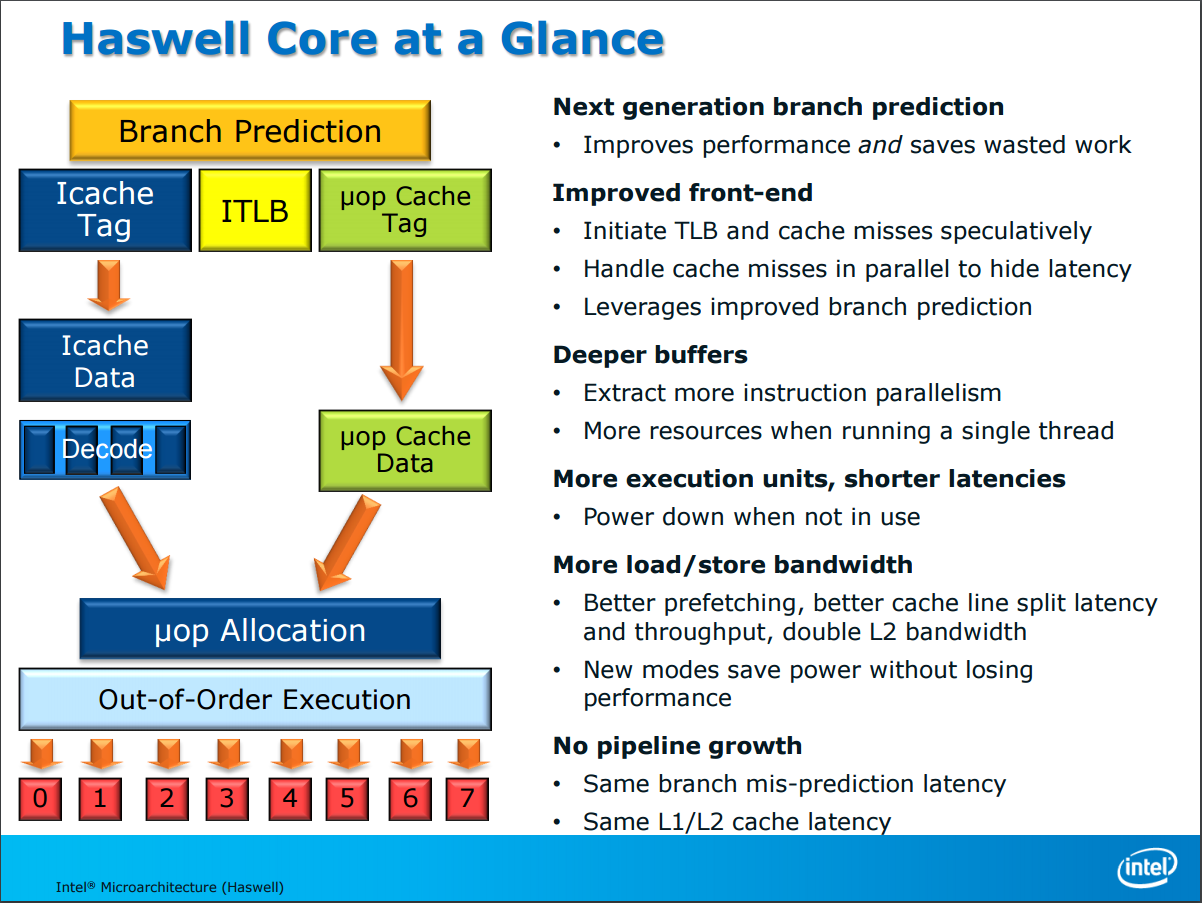 Haswell Core at a Glance
Branch Prediction
Icache
Tag
ITLB
µop Cache
Tag
Icache
Data
Decode
µop Cache
Data
µop Allocation
Out-of-Order Execution
0 1 2 3 4 5 6 7
Next generation branch prediction
• Improves performance and saves wasted work
Improved front-end
• Initiate TLB and cache misses speculatively
• Handle cache misses in parallel to hide latency
• Leverages improved branch prediction
Deeper buffers
• Extract more instruction parallelism
• More resources when running a single thread
More execution units, shorter latencies
• Power down when not in use
More load/store bandwidth
• Better prefetching, better cache line split latency
and throughput, double L2 bandwidth
• New modes save power without losing
performance
No pipeline growth
• Same branch mis-prediction latency
• Same L1/L2 cache latency
Intel® Microarchitecture (Haswell)
intel